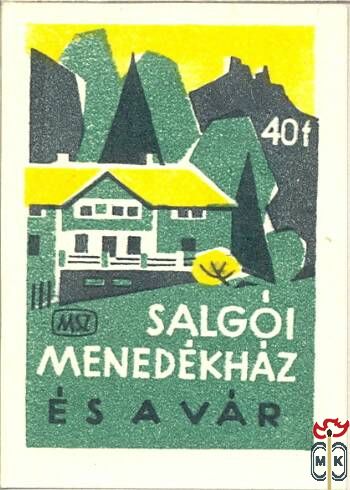 40f
MSZ
SALGÓI
MENEDÉKHÁZ
ÉS A VÁR
MK